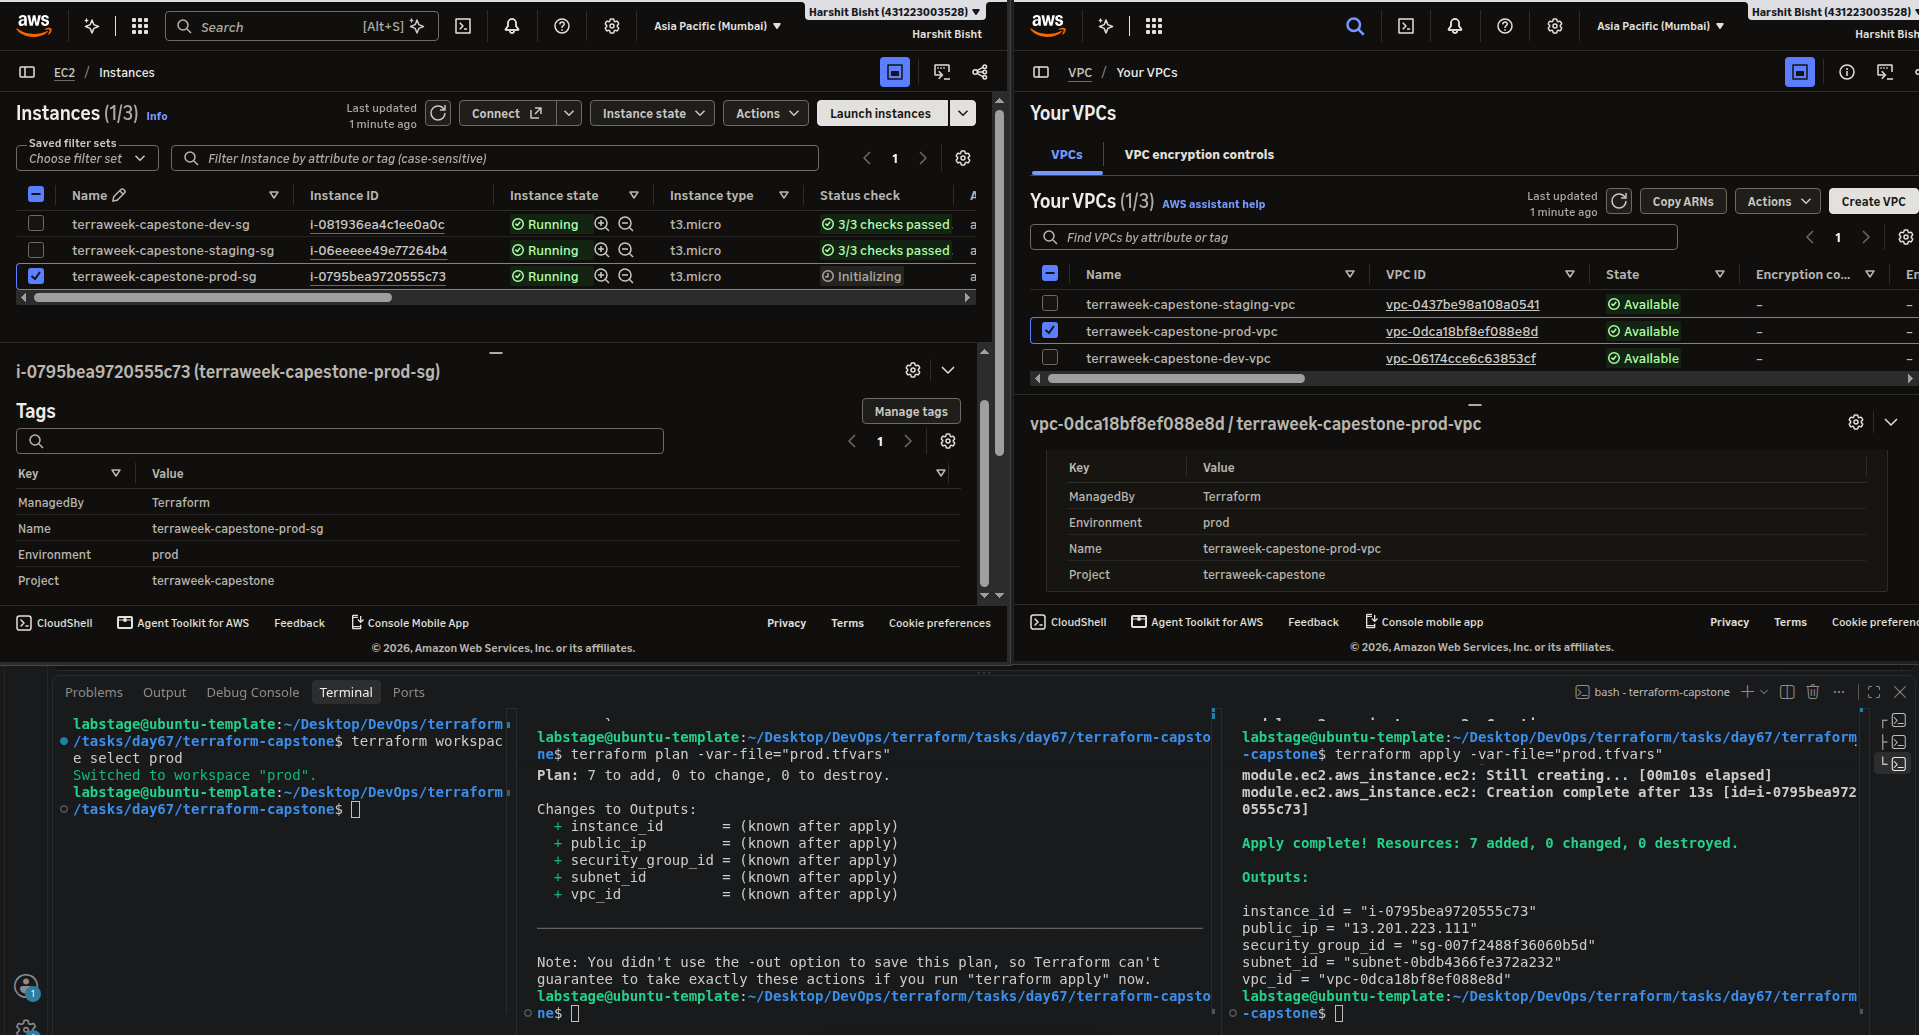 aws
Search [Alt+S]
Asia Pacific (Mumbai)
Harshit Bisht (431223003528)
Harshit Bisht
EC2 / Instances
Instances (1/3) Info
Last updated
1 minute ago
Connect
Instance state
Actions
Launch instances
Saved filter sets
Choose filter set
Filter Instance by attribute or tag (case-sensitive)
1
Name Instance ID Instance state Instance type Status check A
terraweek-capestone-dev-sg i-081936ea4c1ee0a0c Running t3.micro 3/3 checks passed a
terraweek-capestone-staging-sg i-06eeeee49e77264b4 Running t3.micro 3/3 checks passed a
terraweek-capestone-prod-sg i-0795bea9720555c73 Running t3.micro Initializing a
i-0795bea9720555c73 (terraweek-capestone-prod-sg)
Tags
Manage tags
1
Key Value
ManagedBy Terraform
Name terraweek-capestone-prod-sg
Environment prod
Project terraweek-capestone
CloudShell Agent Toolkit for AWS Feedback Console Mobile App Privacy Terms Cookie preferences
© 2026, Amazon Web Services, Inc. or its affiliates.
aws
Asia Pacific (Mumbai)
Harshit Bisht (431223003528)
Harshit Bish
VPC / Your VPCs
Your VPCs
VPCs VPC encryption controls
Your VPCs (1/3) AWS assistant help
Last updated
1 minute ago
Copy ARNs
Actions
Create VPC
Find VPCs by attribute or tag
1
Name VPC ID State Encryption co... En
terraweek-capestone-staging-vpc vpc-0437be98a108a0541 Available – –
terraweek-capestone-prod-vpc vpc-0dca18bf8ef088e8d Available – –
terraweek-capestone-dev-vpc vpc-06174cce6c63853cf Available – –
vpc-0dca18bf8ef088e8d / terraweek-capestone-prod-vpc
Key Value
ManagedBy Terraform
Environment prod
Name terraweek-capestone-prod-vpc
Project terraweek-capestone
CloudShell Agent Toolkit for AWS Feedback Console mobile app Privacy Terms Cookie preferenc
© 2026, Amazon Web Services, Inc. or its affiliates.
Problems Output Debug Console Terminal Ports
bash - terraform-capstone
labstage@ubuntu-template:~/Desktop/DevOps/terraform
/tasks/day67/terraform-capstone$ terraform workspac
e select prod
Switched to workspace "prod".
labstage@ubuntu-template:~/Desktop/DevOps/terraform
/tasks/day67/terraform-capstone$
}
labstage@ubuntu-template:~/Desktop/DevOps/terraform/tasks/day67/terraform-capsto
ne$ terraform plan -var-file="prod.tfvars"
Plan: 7 to add, 0 to change, 0 to destroy.
Changes to Outputs:
+ instance_id = (known after apply)
+ public_ip = (known after apply)
+ security_group_id = (known after apply)
+ subnet_id = (known after apply)
+ vpc_id = (known after apply)
Note: You didn't use the -out option to save this plan, so Terraform can't
guarantee to take exactly these actions if you run "terraform apply" now.
labstage@ubuntu-template:~/Desktop/DevOps/terraform/tasks/day67/terraform-capsto
ne$
labstage@ubuntu-template:~/Desktop/DevOps/terraform/tasks/day67/terraform
-capstone$ terraform apply -var-file="prod.tfvars"
module.ec2.aws_instance.ec2: Still creating... [00m10s elapsed]
module.ec2.aws_instance.ec2: Creation complete after 13s [id=i-0795bea972
0555c73]
Apply complete! Resources: 7 added, 0 changed, 0 destroyed.
Outputs:
instance_id = "i-0795bea9720555c73"
public_ip = "13.201.223.111"
security_group_id = "sg-007f2488f36060b5d"
subnet_id = "subnet-0bdb4366fe372a232"
vpc_id = "vpc-0dca18bf8ef088e8d"
labstage@ubuntu-template:~/Desktop/DevOps/terraform/tasks/day67/terraform
-capstone$
1